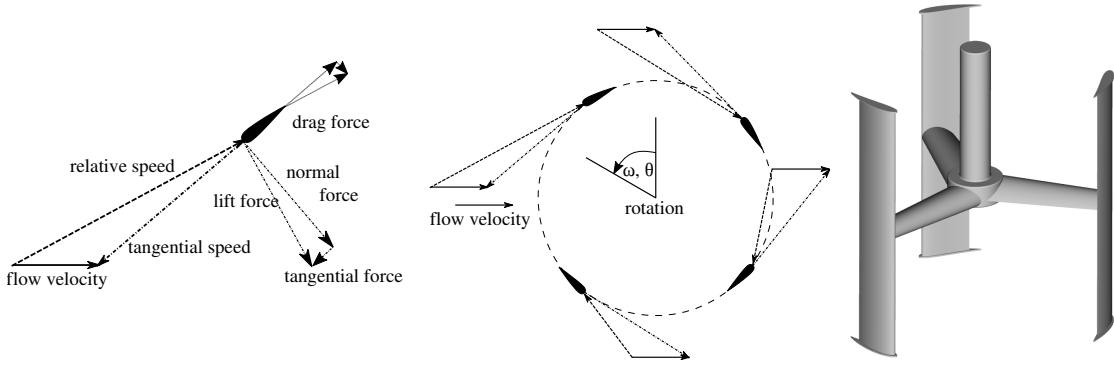 drag force
relative speed
normal
force
lift force
tangential speed
flow velocity
tangential force
ω, θ
rotation
flow velocity